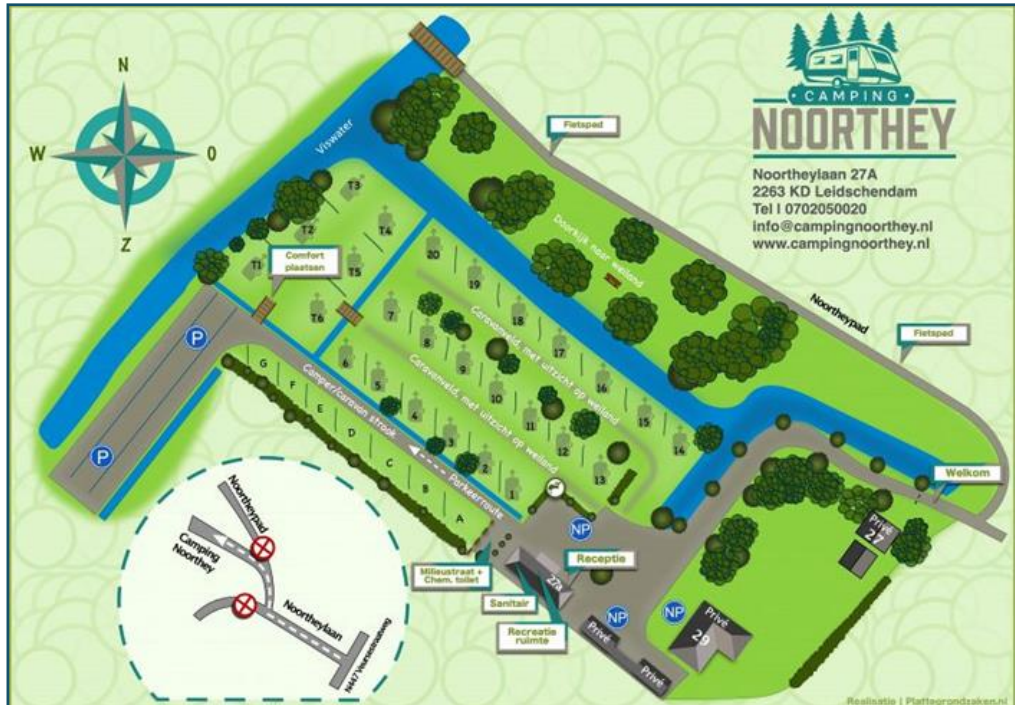 N
W
O
Z
CAMPING
NOORTHEY
Noortheylaan 27A
2263 KD Leidschendam
Tel | 0702050020
info@campingnoorthey.nl
www.campingnoorthey.nl
Viswater
Fietspad
Doorkijk naar weiland
Noortheypad
Fietspad
Welkom
Comfort
plaatsen
T1
T2
T3
T4
T5
T6
P
P
20
19
18
17
16
15
14
Caravanveld, met uitzicht op weiland
7
8
9
10
11
12
13
Caravanveld, met uitzicht op weiland
6
5
4
3
2
1
Camper/caravan strook
Parkeerroute
G
F
E
D
C
B
A
NP
NP
NP
Milieustraat +
Chem. toilet
Sanitair
Recreatie
ruimte
Receptie
27a
Privé
Privé
Privé
29
Privé
27
Noortheypad
Camping
Noorthey
Noortheylaan
N447 Veursestraatweg
Realisatie | Plattegrondzaken.nl